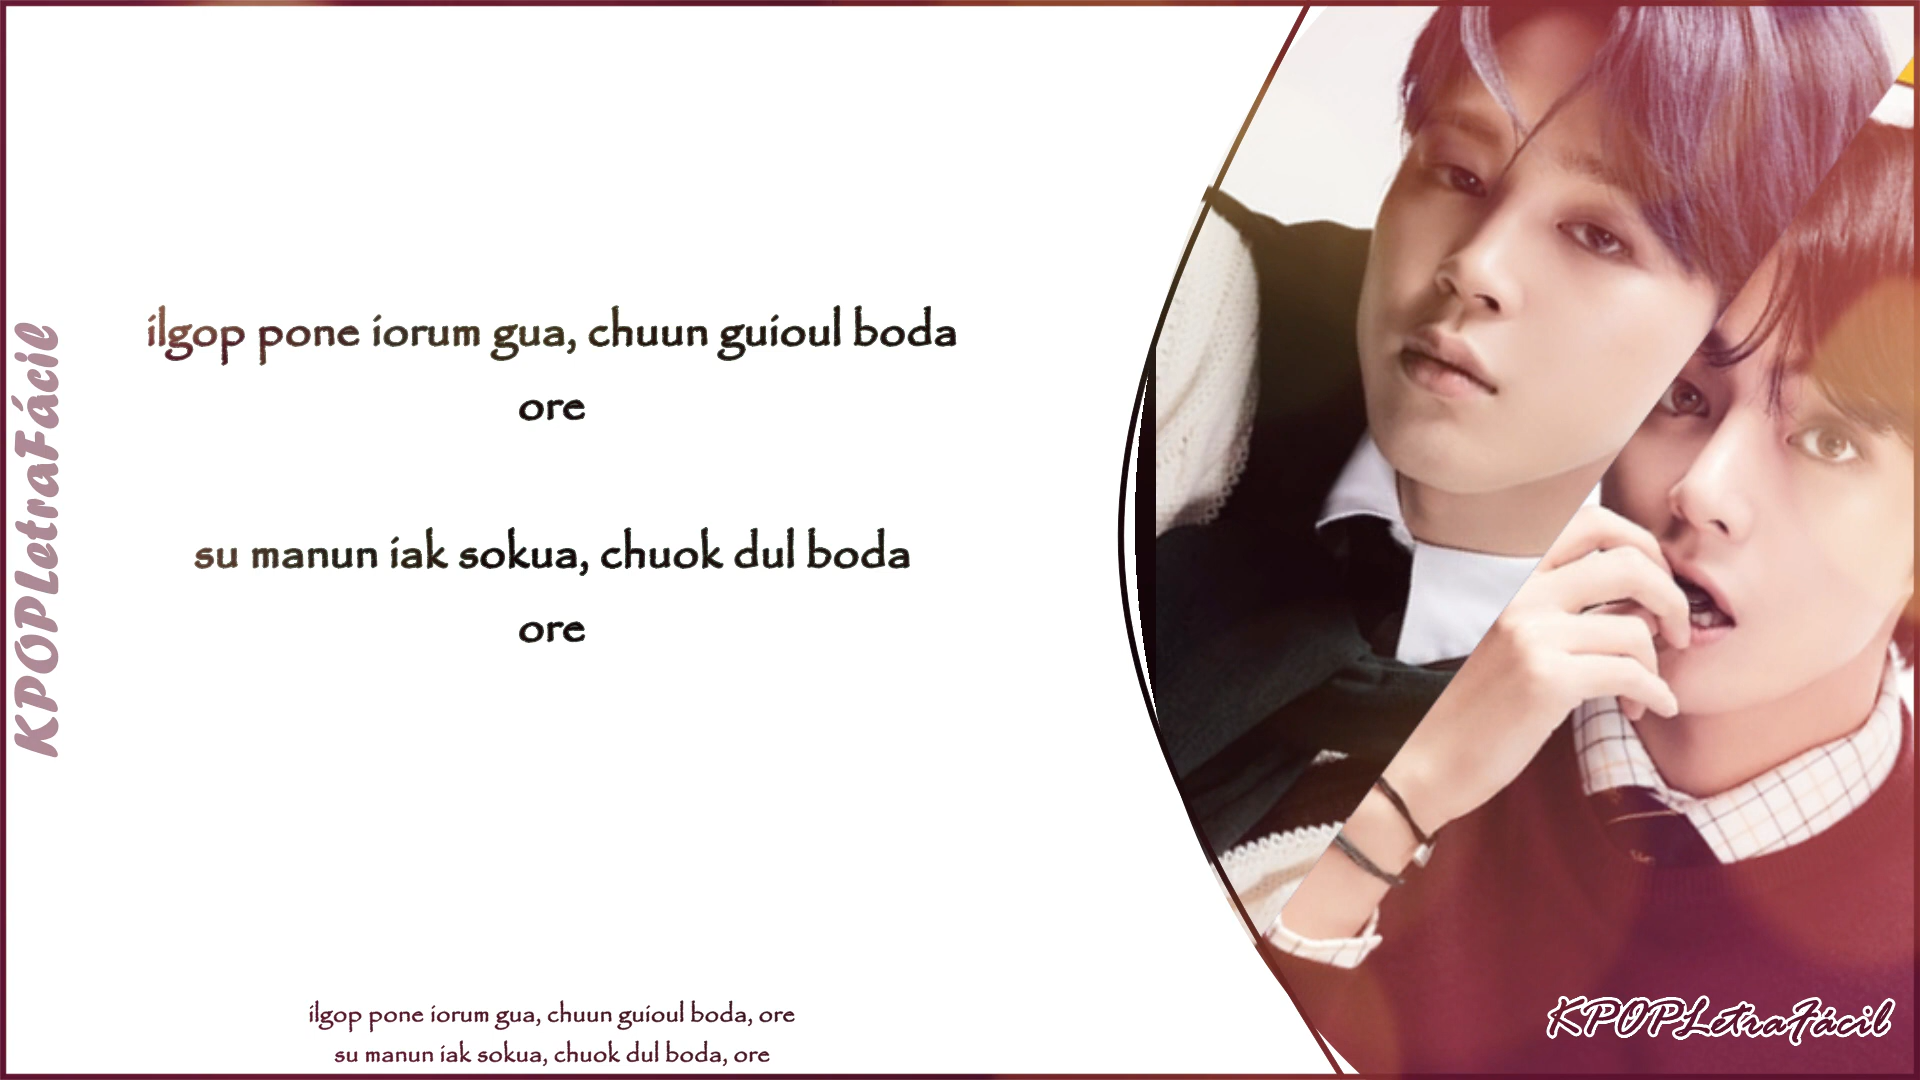 KPOPLetraFácil
ilgop pone iorum gua, chuun guioul boda
ore
su manun iak sokua, chuok dul boda
ore
ilgop pone iorum gua, chuun guioul boda, ore
su manun iak sokua, chuok dul boda, ore
KPOPLetraFácil